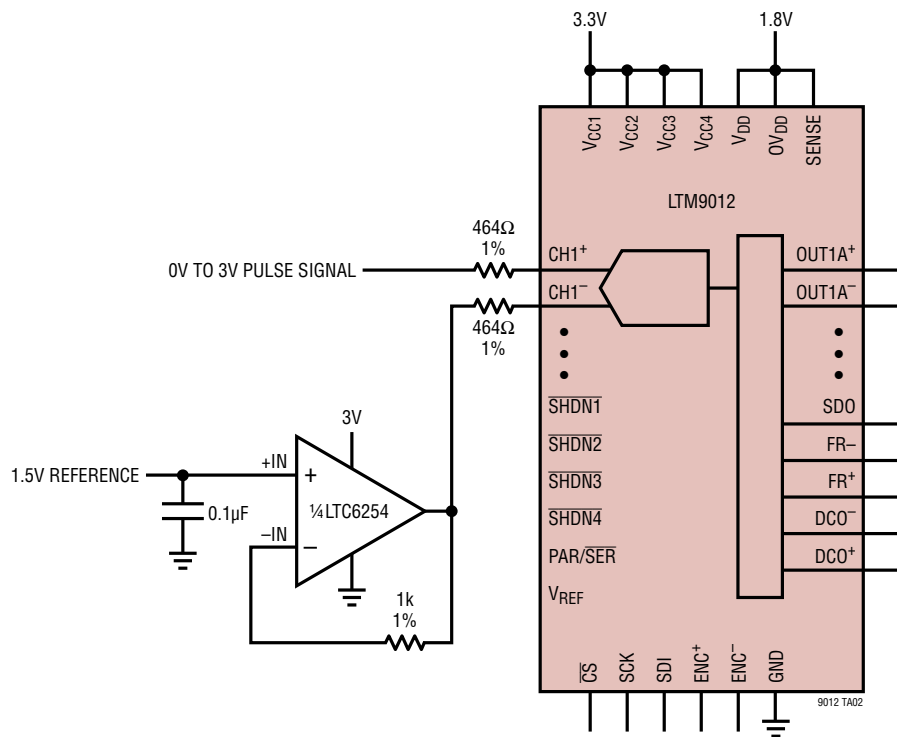 3.3V
1.8V
VCC1
VCC2
VCC3
VCC4
VDD
OVDD
SENSE
LTM9012
464Ω
1%
0V TO 3V PULSE SIGNAL
CH1+
CH1−
464Ω
1%
OUT1A+
OUT1A−
SHDN1
SHDN2
SHDN3
SHDN4
PAR/SER
VREF
SDO
FR−
FR+
DCO−
DCO+
3V
1.5V REFERENCE
+IN
+
0.1µF
¼LTC6254
−IN
−
1k
1%
CS
SCK
SDI
ENC+
ENC−
GND
9012 TA02